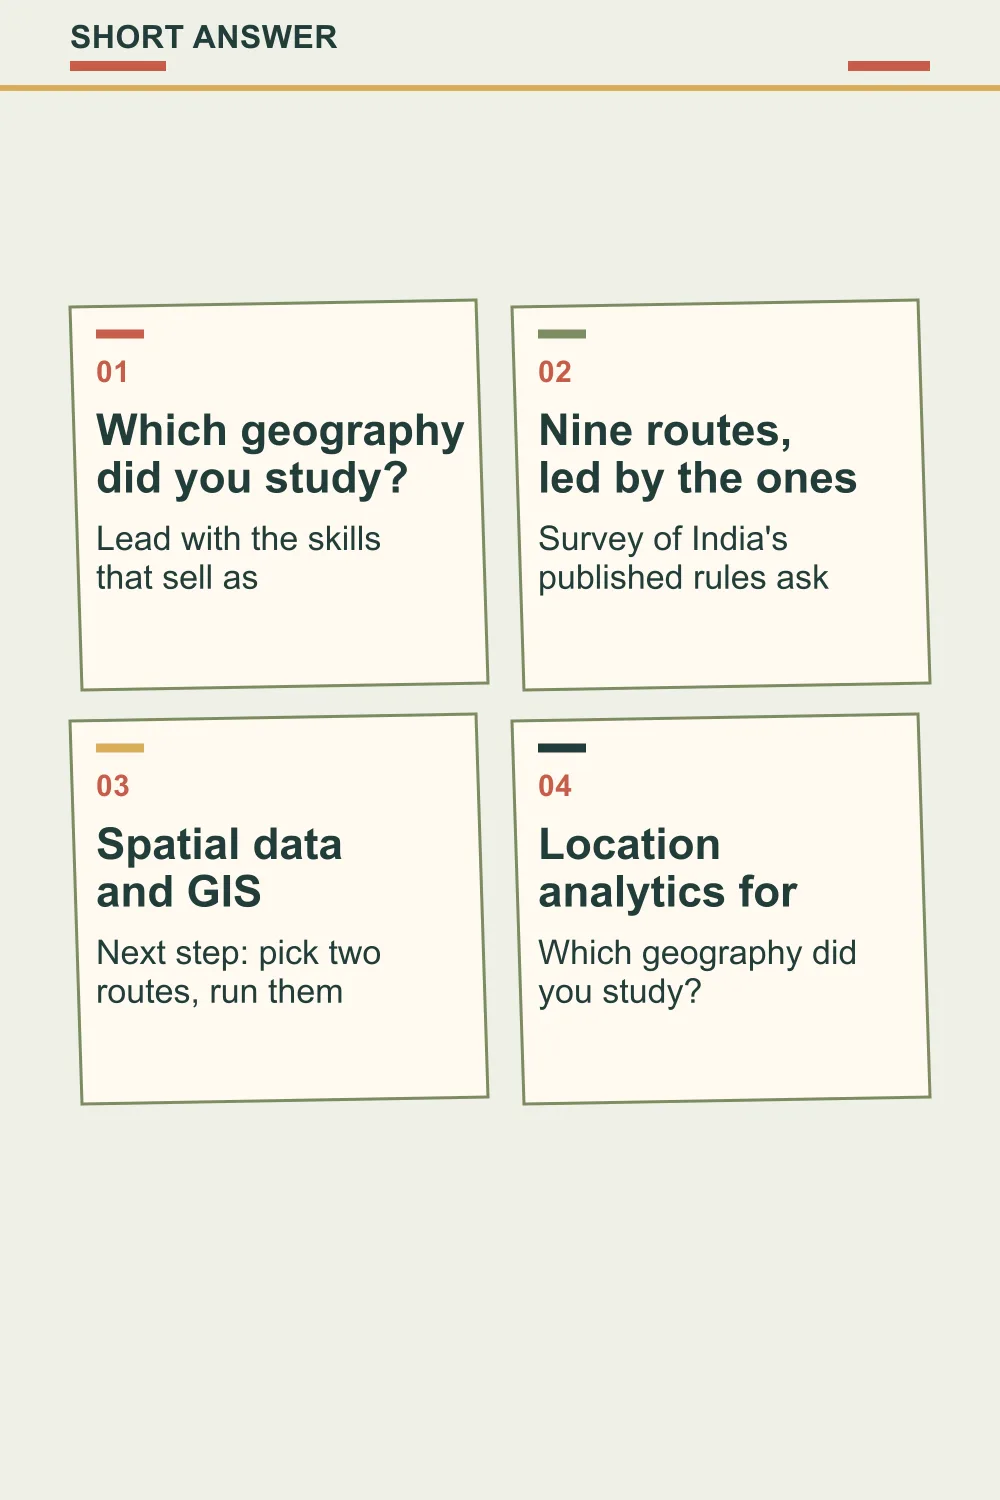 SHORT ANSWER
01
Which geography
did you study?
Lead with the skills
that sell as
02
Nine routes,
led by the ones
Survey of India's
published rules ask
03
Spatial data
and GIS
Next step: pick two
routes, run them
04
Location
analytics for
Which geography did
you study?